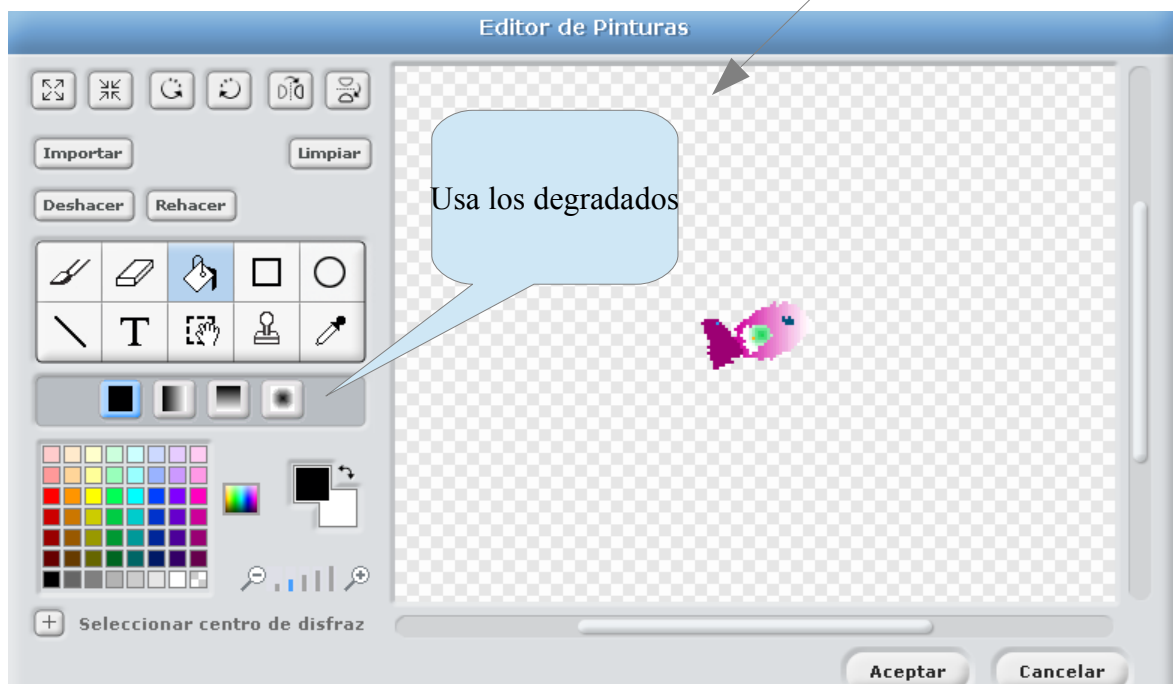 Editor de Pinturas
Importar
Limpiar
Deshacer
Rehacer
Usa los degradados
T
Seleccionar centro de disfraz
Aceptar
Cancelar